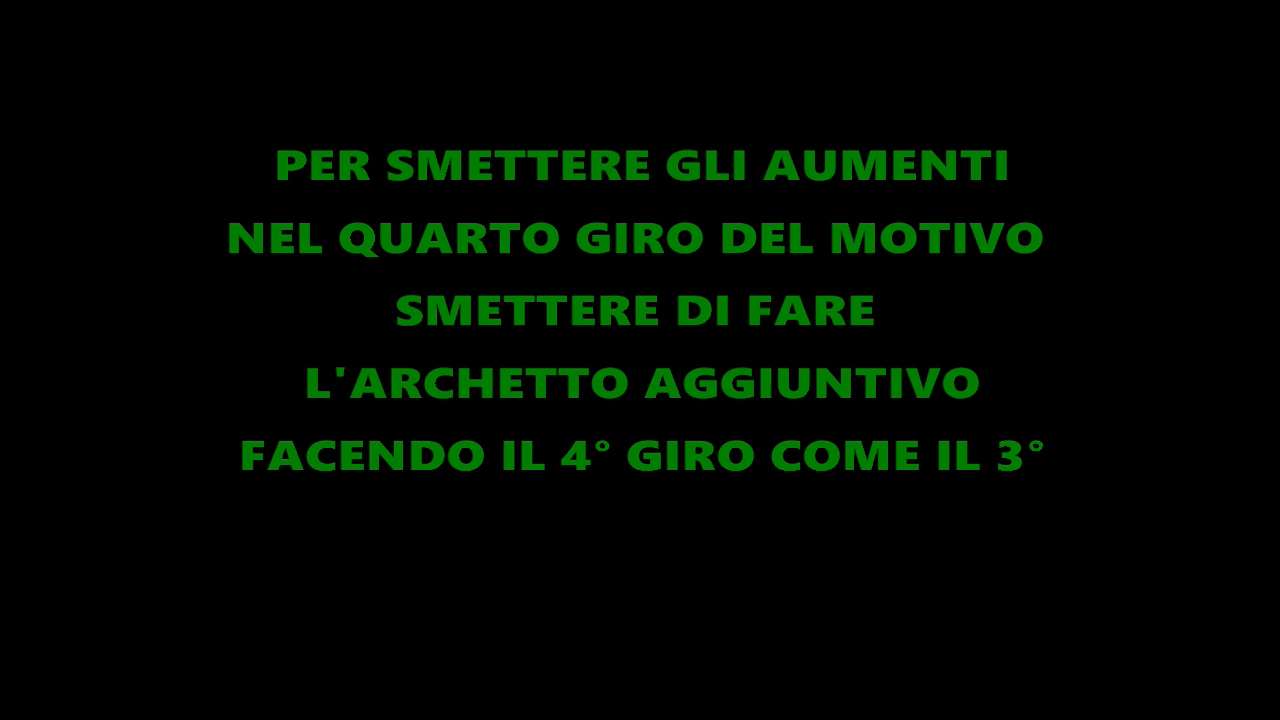 PER SMETTERE GLI AUMENTI
NEL QUARTO GIRO DEL MOTIVO
SMETTERE DI FARE
L'ARCHETTO AGGIUNTIVO
FACENDO IL 4° GIRO COME IL 3°